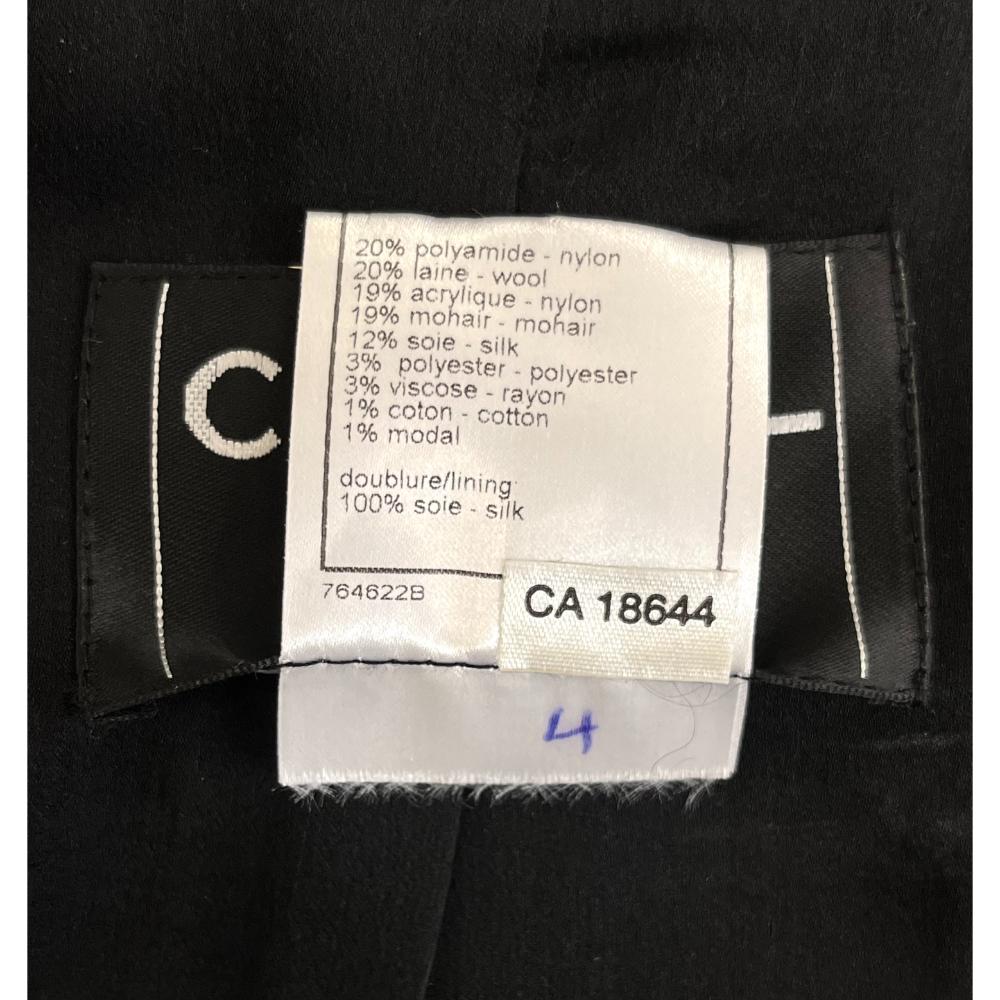 20% polyamide - nylon
20% laine - wool
19% acrylique - nylon
19% mohair - mohair
12% soie - silk
3% polyester - polyester
3% viscose - rayon
1% coton - cotton
1% modal
doublure/lining
100% soie - silk
764622B
CA 18644
4
C